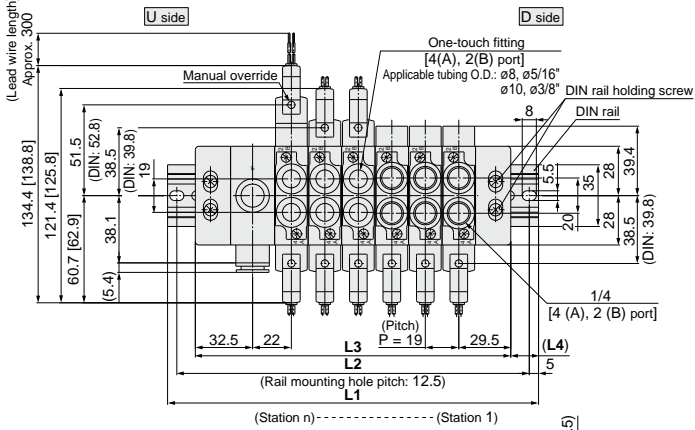 U side
D side
(Lead wire length)
Approx. 300
Manual override
One-touch fitting
[4(A), 2(B) port]
Applicable tubing O.D.: ø8, ø5/16"
ø10, ø3/8"
DIN rail holding screw
DIN rail
8
134.4 [138.8]
121.4 [125.8]
60.7 [62.9]
51.5
(DIN: 52.8)
38.5
(DIN: 39.8)
19
38.1
(5.4)
5.5
20
35
28
28
39.4
38.5
(DIN: 39.8)
1/4
[4 (A), 2 (B) port]
32.5
22
(Pitch)
P = 19
29.5
L3
(L4)
L2
5
(Rail mounting hole pitch: 12.5)
L1
(Station n)
(Station 1)